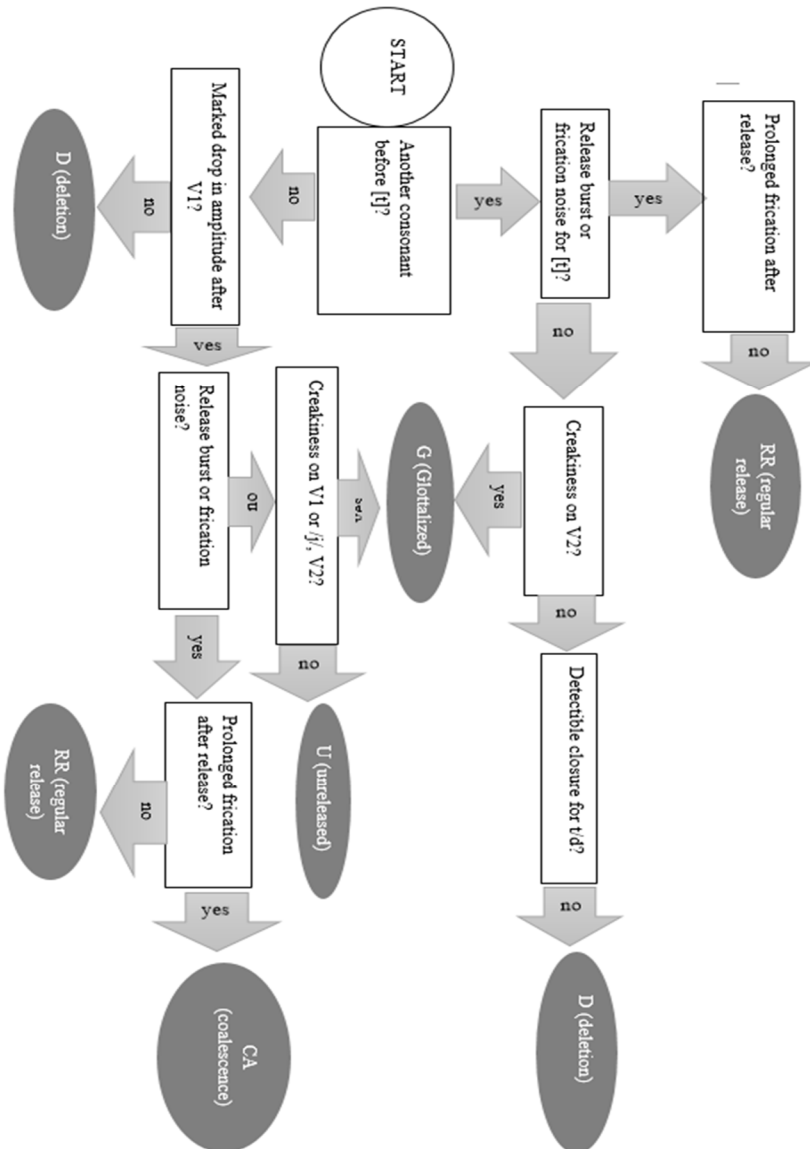 Prolonged frication after
release?
no
RR (regular
release)
yes
Release burst or
frication noise for [t]?
no
Creakiness on V2?
no
Detectible closure for t/d?
no
D (deletion)
yes
yes
START
Another consonant
before [t]?
G (Glottalized)
yes
no
Creakiness on V1 or /j/, V2?
no
U (unreleased)
no
Marked drop in amplitude after
V1?
yes
Release burst or frication
noise?
yes
Prolonged frication
after release?
yes
CA
(coalescence)
no
D (deletion)
no
RR (regular
release)